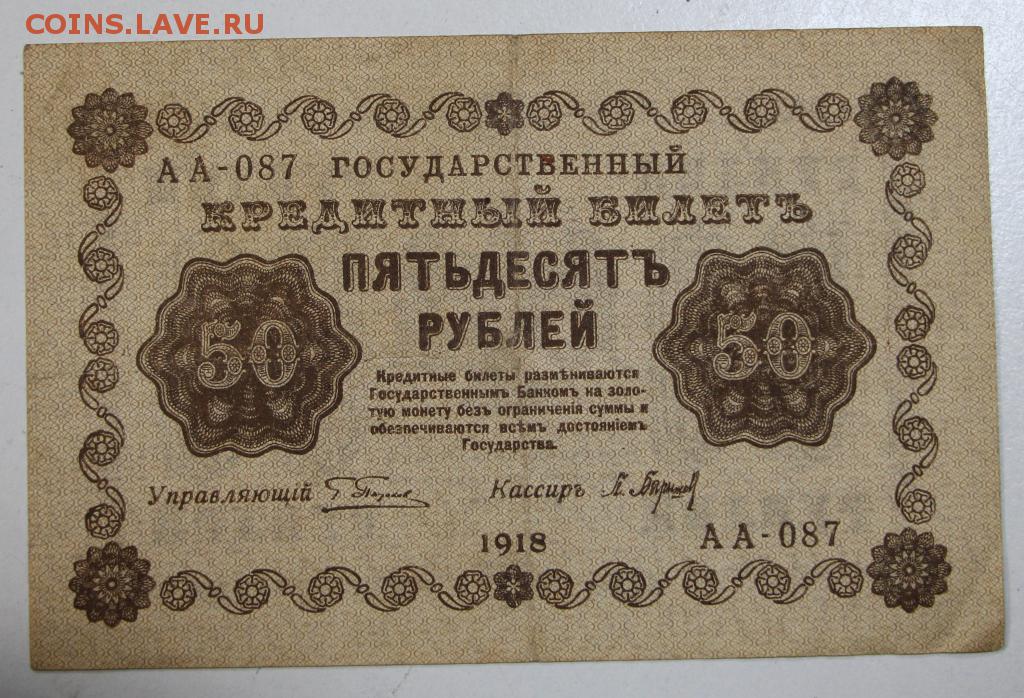 COINS.LAVE.RU
АА-087 ГОСУДАРСТВЕННЫЙ
КРЕДИТНЫЙ БИЛЕТЪ
ПЯТЬДЕСЯТЪ
РУБЛЕЙ
50
50
Кредитные билеты размѣниваются
Государственнымъ Банкомъ на золо-
тую монету безъ ограниченія суммы и
обезпечиваются всѣмъ достояніемъ
Государства.
Управляющій
Кассиръ
1918
АА-087